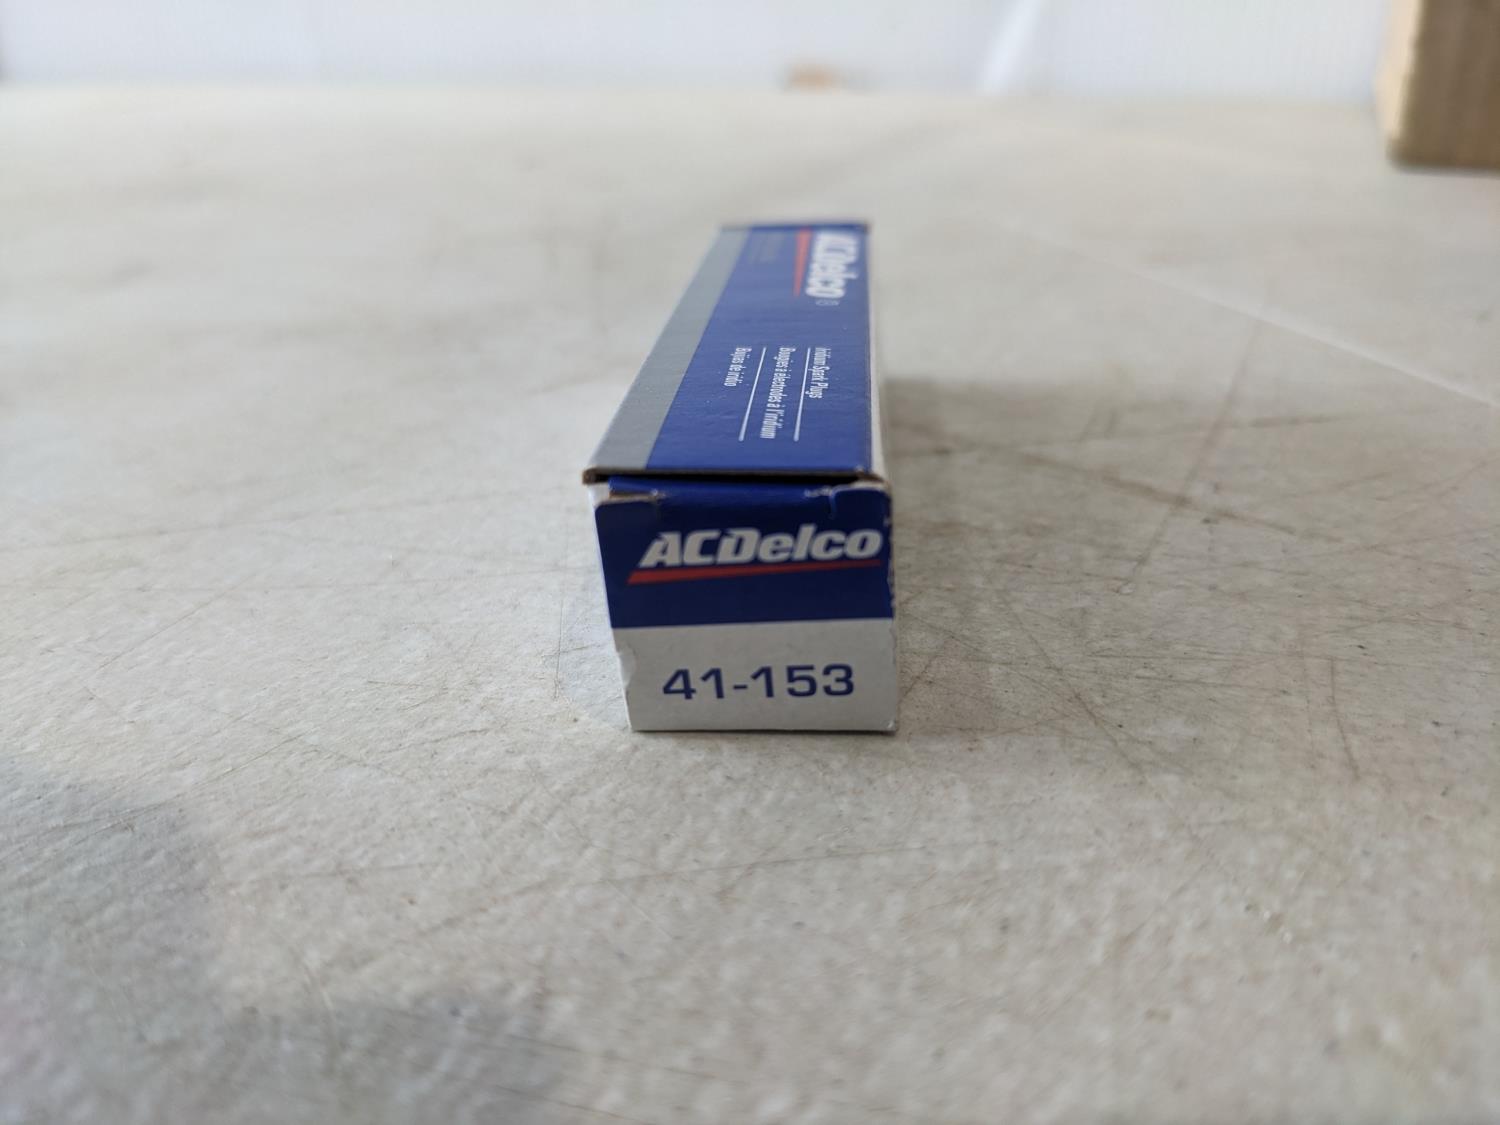 ACDelco
Iridium Spark Plugs
Bougies à électrodes à l'iridium
Bujías de iridio
ACDelco
41-153